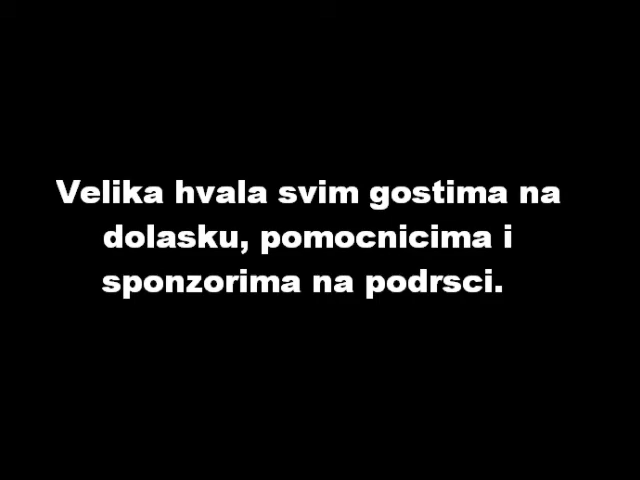 Velika hvala svim gostima na
dolasku, pomocnicima i
sponzorima na podrsci.